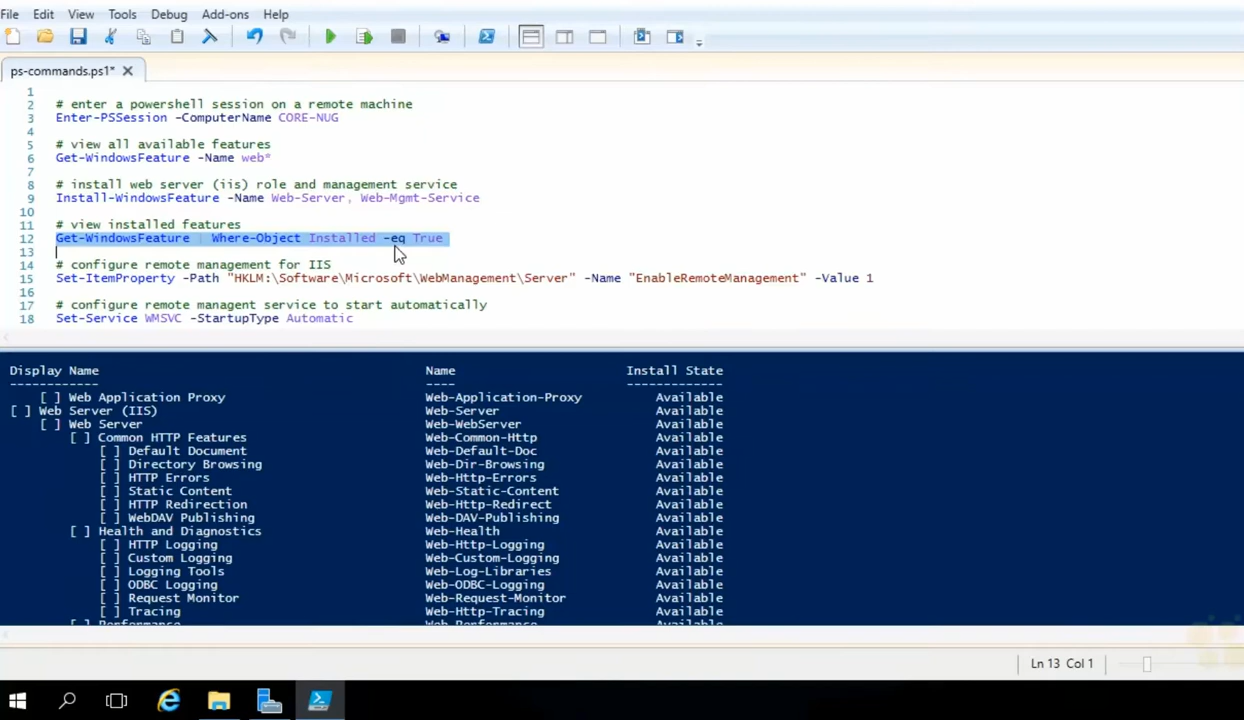 File Edit View Tools Debug Add-ons Help
ps-commands.ps1*
1
2 # enter a powershell session on a remote machine
3 Enter-PSSession -ComputerName CORE-NUG
4
5 # view all available features
6 Get-WindowsFeature -Name web*
7
8 # install web server (iis) role and management service
9 Install-WindowsFeature -Name Web-Server, Web-Mgmt-Service
10
11 # view installed features
12 Get-WindowsFeature | Where-Object Installed -eq True
13
14 # configure remote management for IIS
15 Set-ItemProperty -Path "HKLM:\Software\Microsoft\WebManagement\Server" -Name "EnableRemoteManagement" -Value 1
16
17 # configure remote managent service to start automatically
18 Set-Service WMSVC -StartupType Automatic
Display Name Name Install State
------------ ---- -------------
[ ] Web Application Proxy Web-Application-Proxy Available
[ ] Web Server (IIS) Web-Server Available
[ ] Web Server Web-WebServer Available
[ ] Common HTTP Features Web-Common-Http Available
[ ] Default Document Web-Default-Doc Available
[ ] Directory Browsing Web-Dir-Browsing Available
[ ] HTTP Errors Web-Http-Errors Available
[ ] Static Content Web-Static-Content Available
[ ] HTTP Redirection Web-Http-Redirect Available
[ ] WebDAV Publishing Web-DAV-Publishing Available
[ ] Health and Diagnostics Web-Health Available
[ ] HTTP Logging Web-Http-Logging Available
[ ] Custom Logging Web-Custom-Logging Available
[ ] Logging Tools Web-Log-Libraries Available
[ ] ODBC Logging Web-ODBC-Logging Available
[ ] Request Monitor Web-Request-Monitor Available
[ ] Tracing Web-Http-Tracing Available
[ ] Performance Web-Performance Available
Ln 13 Col 1